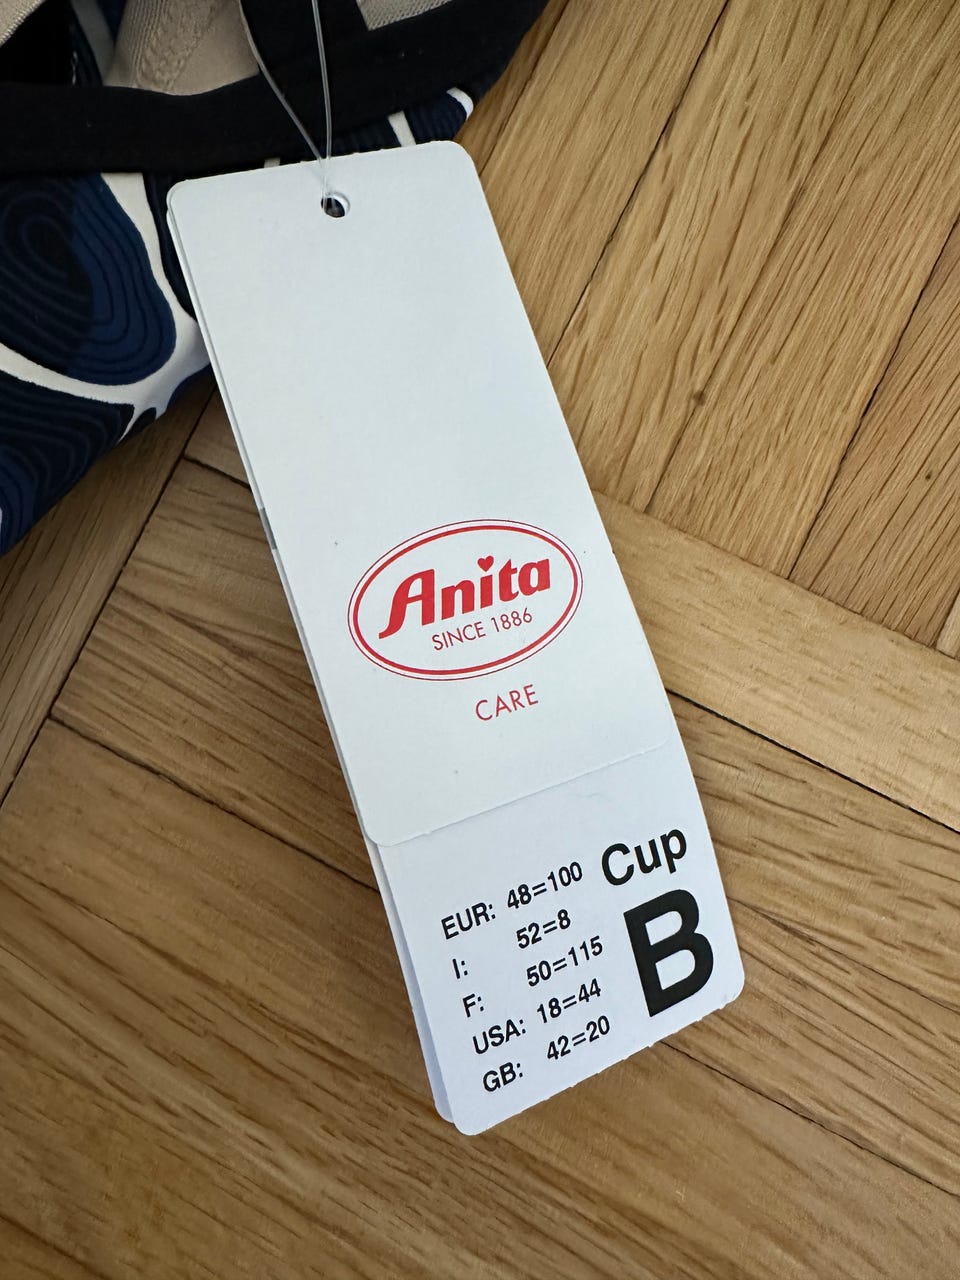 Anita
SINCE 1886
CARE
Cup
B
EUR: 48=100
I: 52=8
F: 50=115
USA: 18=44
GB: 42=20